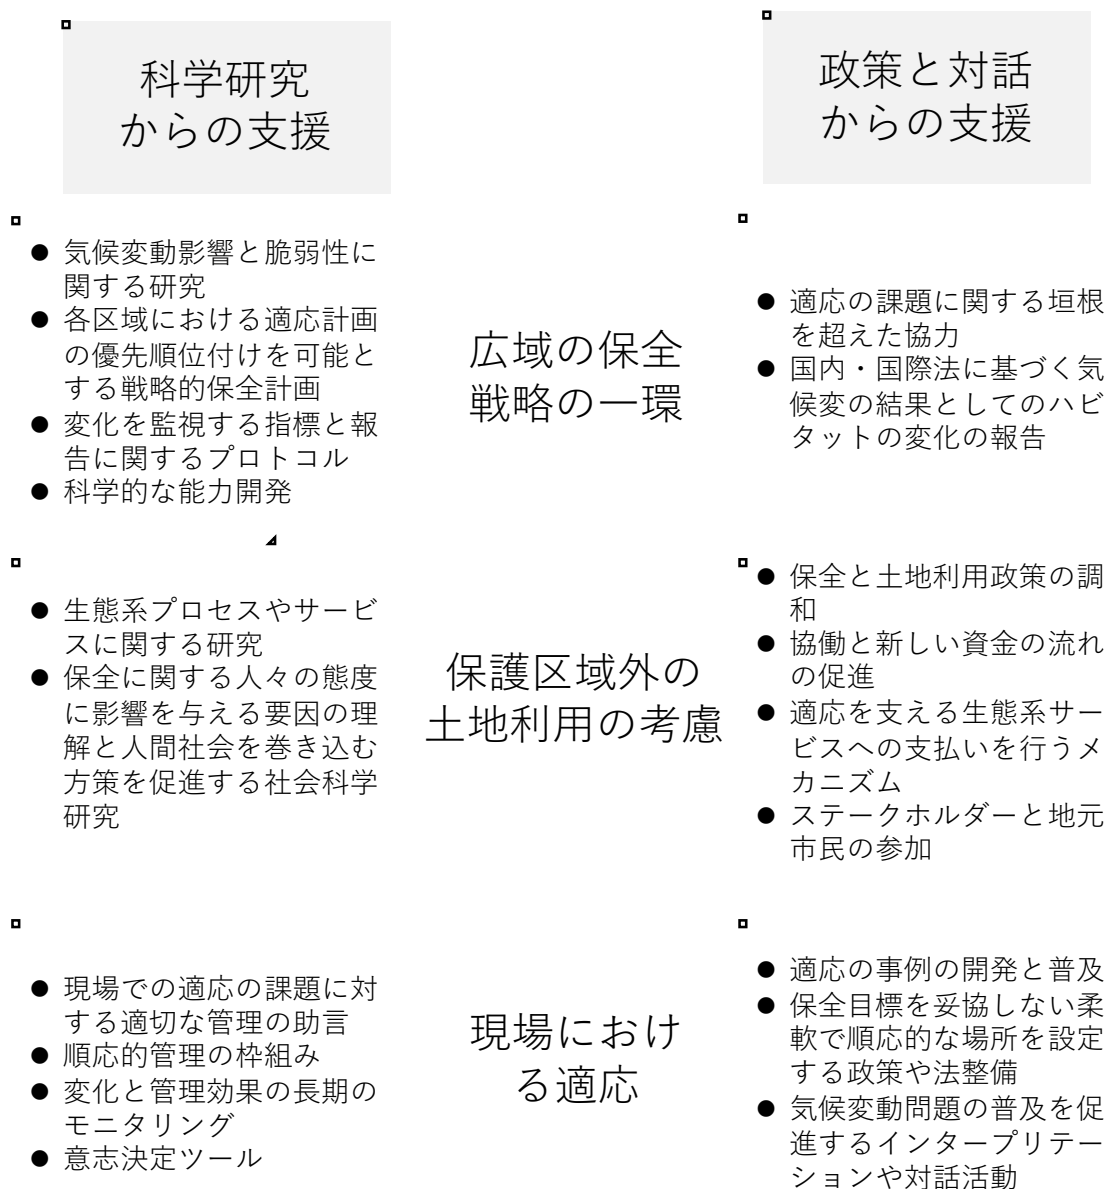 科学研究
からの支援
政策と対話
からの支援
● 気候変動影響と脆弱性に
関する研究
● 各区域における適応計画
の優先順位付けを可能と
する戦略的保全計画
● 変化を監視する指標と報
告に関するプロトコル
● 科学的な能力開発
広域の保全
戦略の一環
● 適応の課題に関する垣根
を超えた協力
● 国内・国際法に基づく気
候変の結果としてのハビ
タットの変化の報告
● 生態系プロセスやサービ
スに関する研究
● 保全に関する人々の態度
に影響を与える要因の理
解と人間社会を巻き込む
方策を促進する社会科学
研究
保護区域外の
土地利用の考慮
● 保全と土地利用政策の調
和
● 協働と新しい資金の流れ
の促進
● 適応を支える生態系サー
ビスへの支払いを行うメ
カニズム
● ステークホルダーと地元
市民の参加
● 現場での適応の課題に対
する適切な管理の助言
● 順応的管理の枠組み
● 変化と管理効果の長期の
モニタリング
● 意志決定ツール
現場におけ
る適応
● 適応の事例の開発と普及
● 保全目標を妥協しない柔
軟で順応的な場所を設定
する政策や法整備
● 気候変動問題の普及を促
進するインタープリテー
ションや対話活動